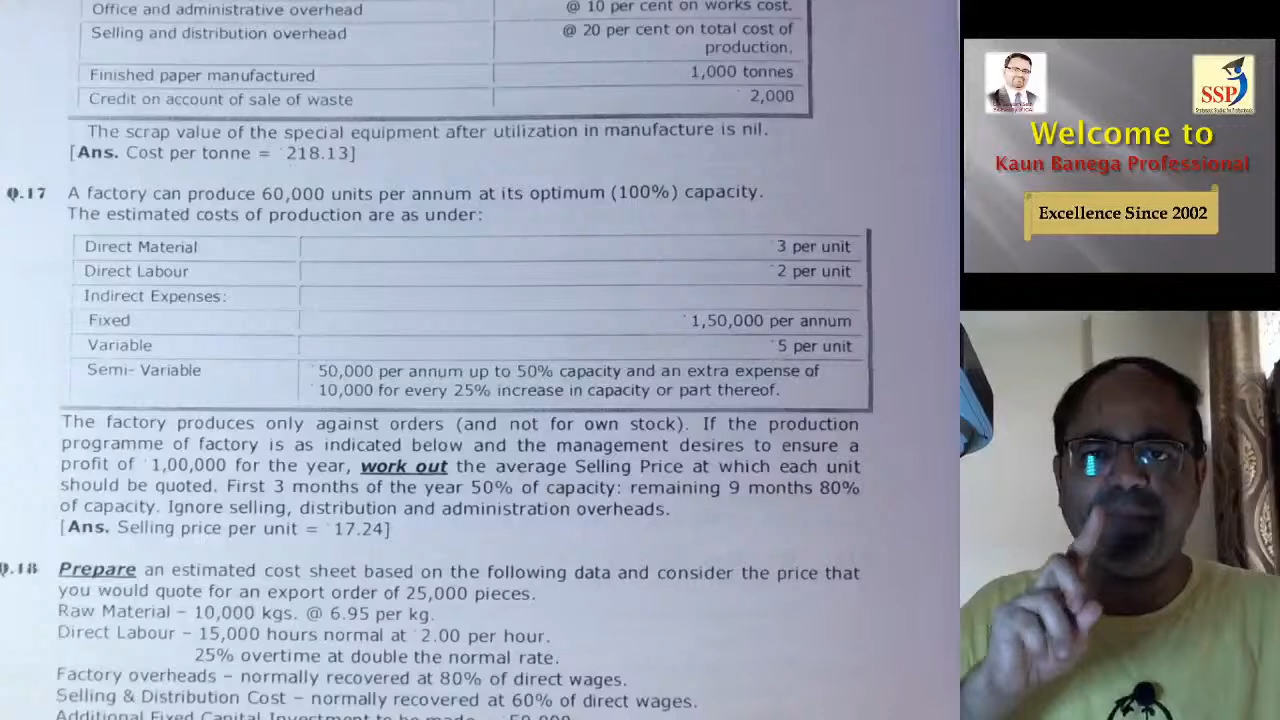 Office and administrative overhead @ 10 per cent on works cost.
Selling and distribution overhead @ 20 per cent on total cost of
production.
Finished paper manufactured 1,000 tonnes
Credit on account of sale of waste 2,000
The scrap value of the special equipment after utilization in manufacture is nil.
[Ans. Cost per tonne = 218.13]
Q.17 A factory can produce 60,000 units per annum at its optimum (100%) capacity.
The estimated costs of production are as under:
Direct Material 3 per unit
Direct Labour 2 per unit
Indirect Expenses:
Fixed 1,50,000 per annum
Variable 5 per unit
Semi- Variable 50,000 per annum up to 50% capacity and an extra expense of
10,000 for every 25% increase in capacity or part thereof.
The factory produces only against orders (and not for own stock). If the production
programme of factory is as indicated below and the management desires to ensure a
profit of 1,00,000 for the year, work out the average Selling Price at which each unit
should be quoted. First 3 months of the year 50% of capacity: remaining 9 months 80%
of capacity. Ignore selling, distribution and administration overheads.
[Ans. Selling price per unit = 17.24]
Q.18 Prepare an estimated cost sheet based on the following data and consider the price that
you would quote for an export order of 25,000 pieces.
Raw Material – 10,000 kgs. @ 6.95 per kg.
Direct Labour – 15,000 hours normal at 2.00 per hour.
25% overtime at double the normal rate.
Factory overheads – normally recovered at 80% of direct wages.
Selling & Distribution Cost – normally recovered at 60% of direct wages.
Additional Fixed Capital Investment to be made
SSP
Welcome to
Kaun Banega Professional
Excellence Since 2002